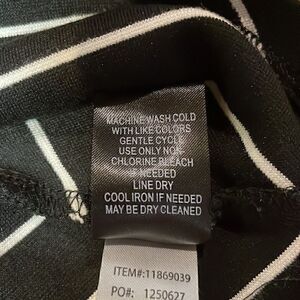 MACHINE WASH COLD
WITH LIKE COLORS
GENTLE CYCLE
USE ONLY NON-
CHLORINE BLEACH
IF NEEDED
LINE DRY
COOL IRON IF NEEDED
MAY BE DRY CLEANED
ITEM#:11869039
PO#: 1250627